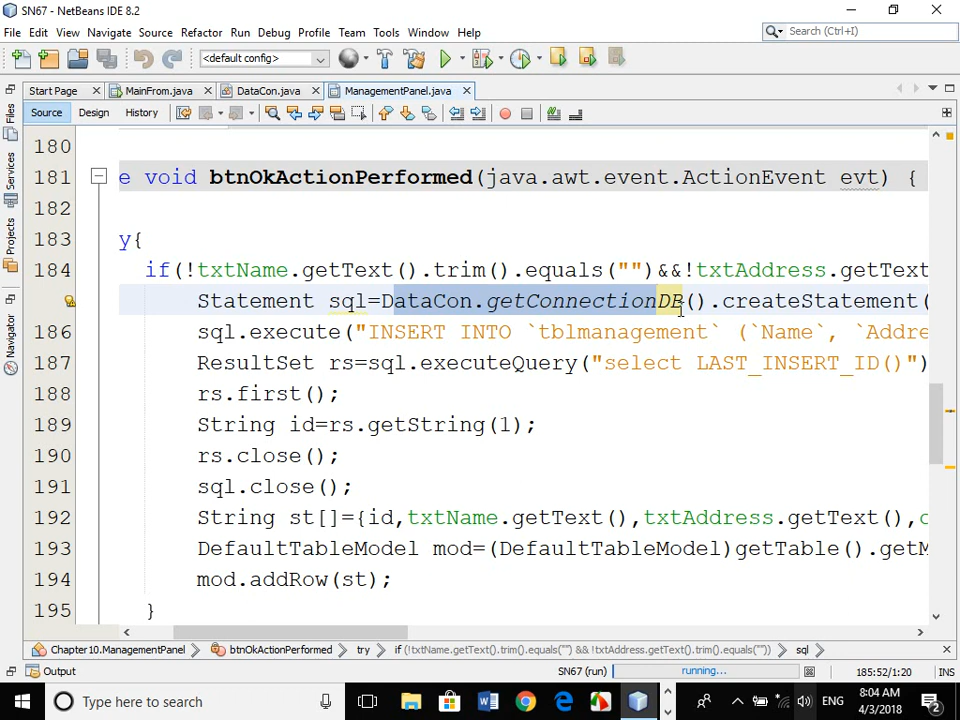 SN67 - NetBeans IDE 8.2
File Edit View Navigate Source Refactor Run Debug Profile Team Tools Window Help
<default config> Search (Ctrl+I)
Start Page MainFrom.java DataCon.java ManagementPanel.java
Source Design History
Files
Services
Projects
Navigator
180
181 e void btnOkActionPerformed(java.awt.event.ActionEvent evt) {
182
183 y{
184 if(!txtName.getText().trim().equals("")&&!txtAddress.getText
Statement sql=DataCon.getConnectionDB().createStatement(
sql.execute("INSERT INTO `tblmanagement` (`Name`, `Addre
187 ResultSet rs=sql.executeQuery("select LAST_INSERT_ID()")
188 rs.first();
189 String id=rs.getString(1);
190 rs.close();
191 sql.close();
192 String st[]={id,txtName.getText(),txtAddress.getText(),c
193 DefaultTableModel mod=(DefaultTableModel)getTable().getM
194 mod.addRow(st);
195 }
Chapter10.ManagementPanel btnOkActionPerformed try if (!txtName.getText().trim().equals("") && !txtAddress.getText().trim().equals("")) sql
Output SN67 (run) running... 185:52/1:20 INS
Type here to search ENG 8:04 AM
4/3/2018 2